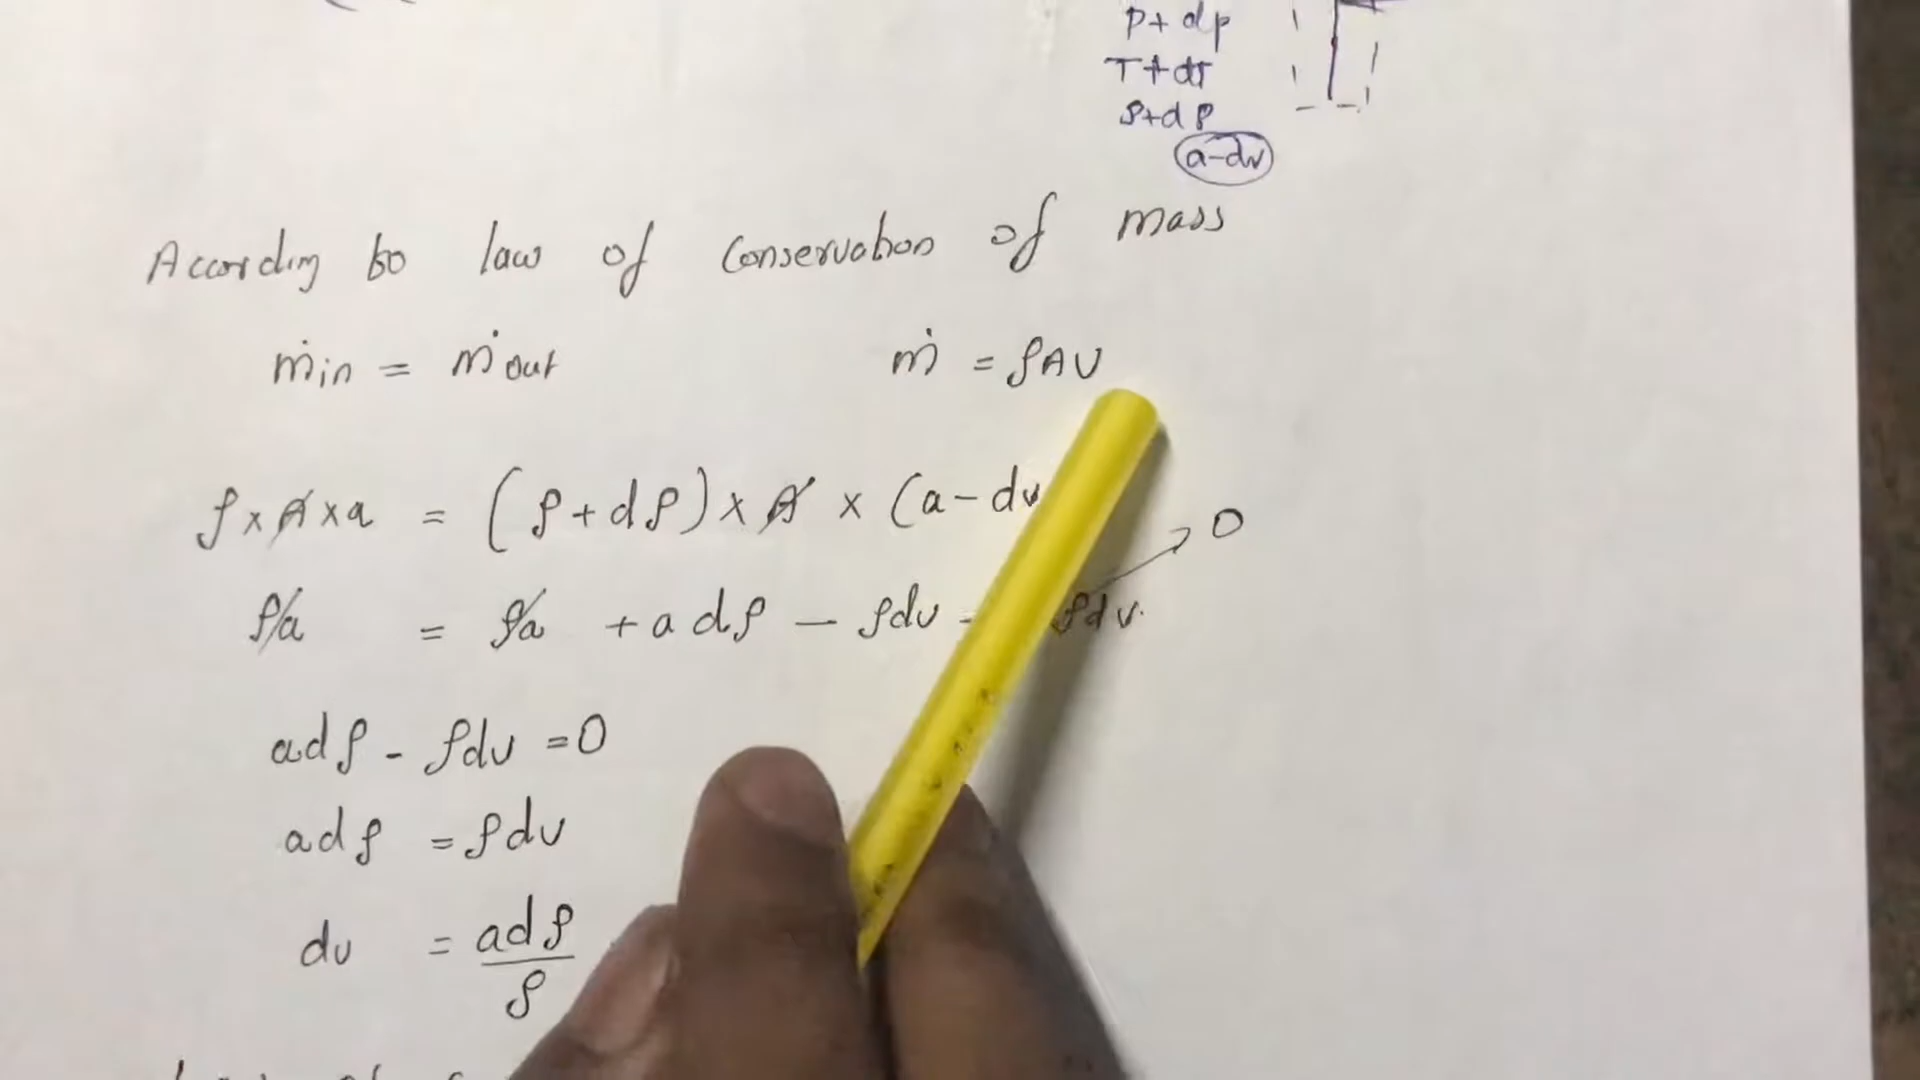 p+dp
T+dT
ρ+dρ
a-dv
According to law of Conservation of mass
ṁin = ṁout ṁ = ρAV
ρ×A×a = (ρ+dρ)×A×(a-dv
ρa = ρa + adρ - ρdv - ρdv. → 0
adρ - ρdv = 0
adρ = ρdv
dv = adρ/ρ